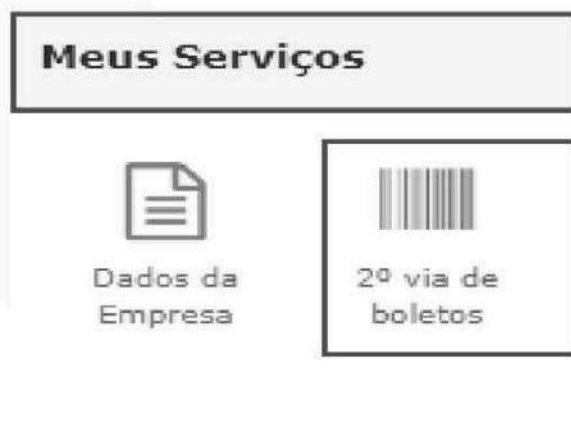 Meus Serviços
Dados da
Empresa
2º via de
boletos